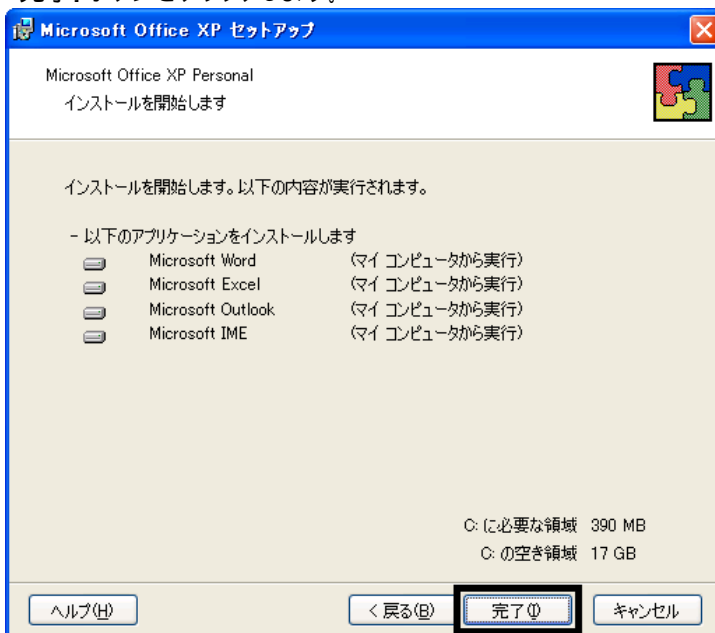 Microsoft Office XP セットアップ
Microsoft Office XP Personal
インストールを開始します
インストールを開始します。以下の内容が実行されます。
- 以下のアプリケーションをインストールします
Microsoft Word (マイ コンピュータから実行)
Microsoft Excel (マイ コンピュータから実行)
Microsoft Outlook (マイ コンピュータから実行)
Microsoft IME (マイ コンピュータから実行)
C: に必要な領域 390 MB
C: の空き領域 17 GB
ヘルプ(H) < 戻る(B) 完了(I) キャンセル